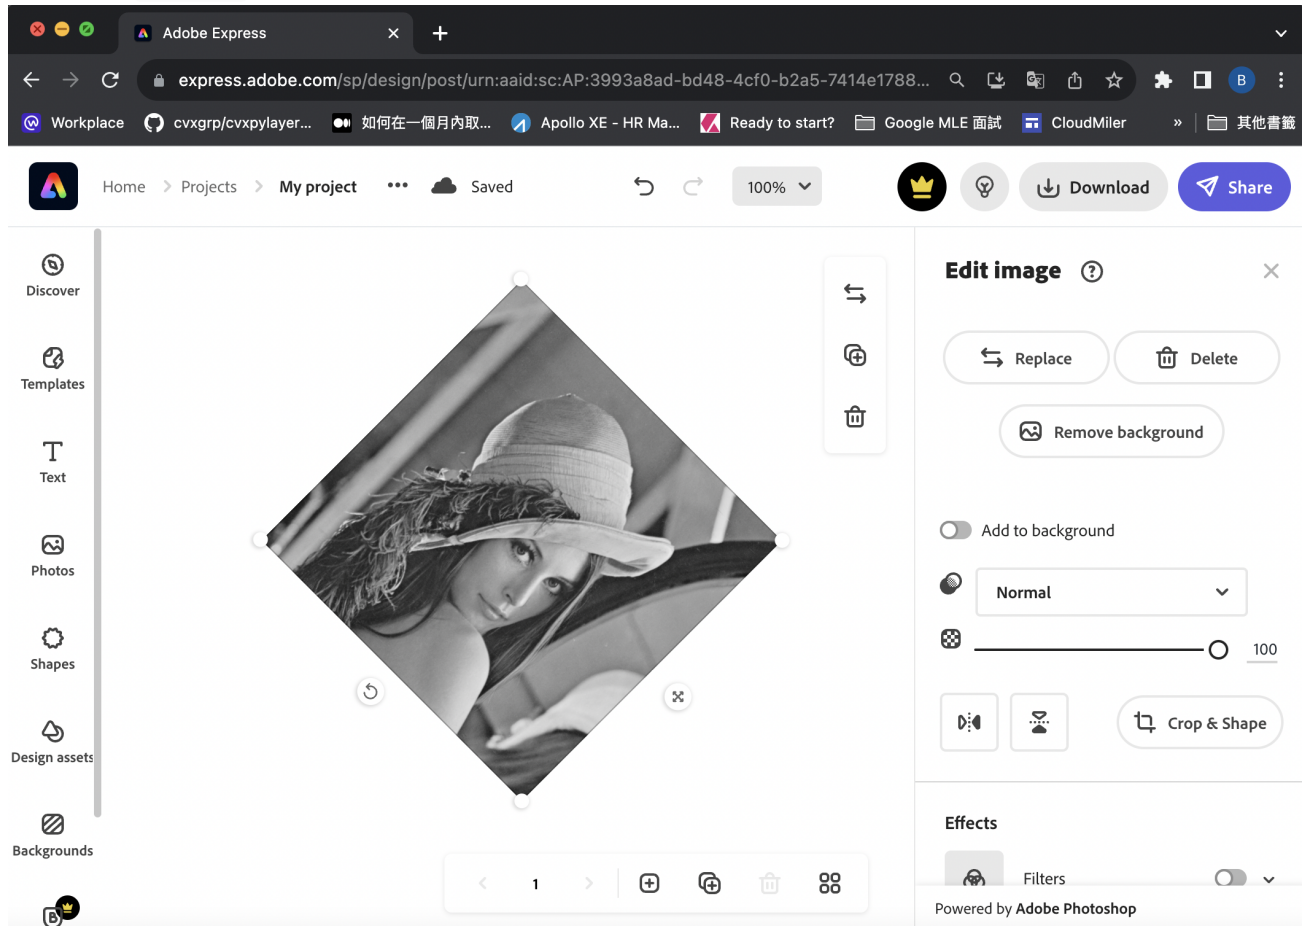 Adobe Express
express.adobe.com/sp/design/post/urn:aaid:sc:AP:3993a8ad-bd48-4cf0-b2a5-7414e1788...
B
Workplace cvxgrp/cvxpylayer... 如何在一個月內取... Apollo XE - HR Ma... Ready to start? Google MLE 面試 CloudMiler » 其他書籤
Home Projects My project ••• Saved 100% Download Share
Discover
Templates
Text
Photos
Shapes
Design assets
Backgrounds
B
1
Edit image
Replace Delete
Remove background
Add to background
Normal
100
Crop & Shape
Effects
Filters
Powered by Adobe Photoshop